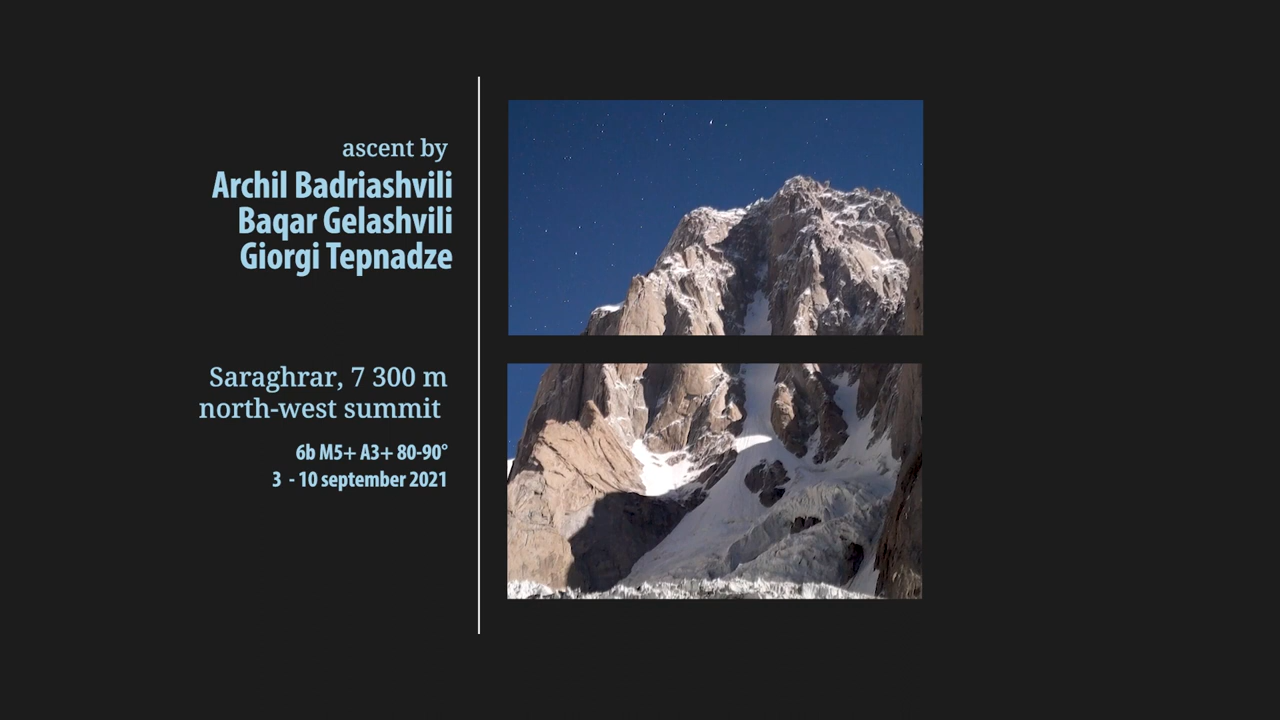 ascent by
Archil Badriashvili
Baqar Gelashvili
Giorgi Tepnadze
Saraghrar, 7 300 m
north-west summit
6b M5+ A3+ 80-90°
3 - 10 september 2021